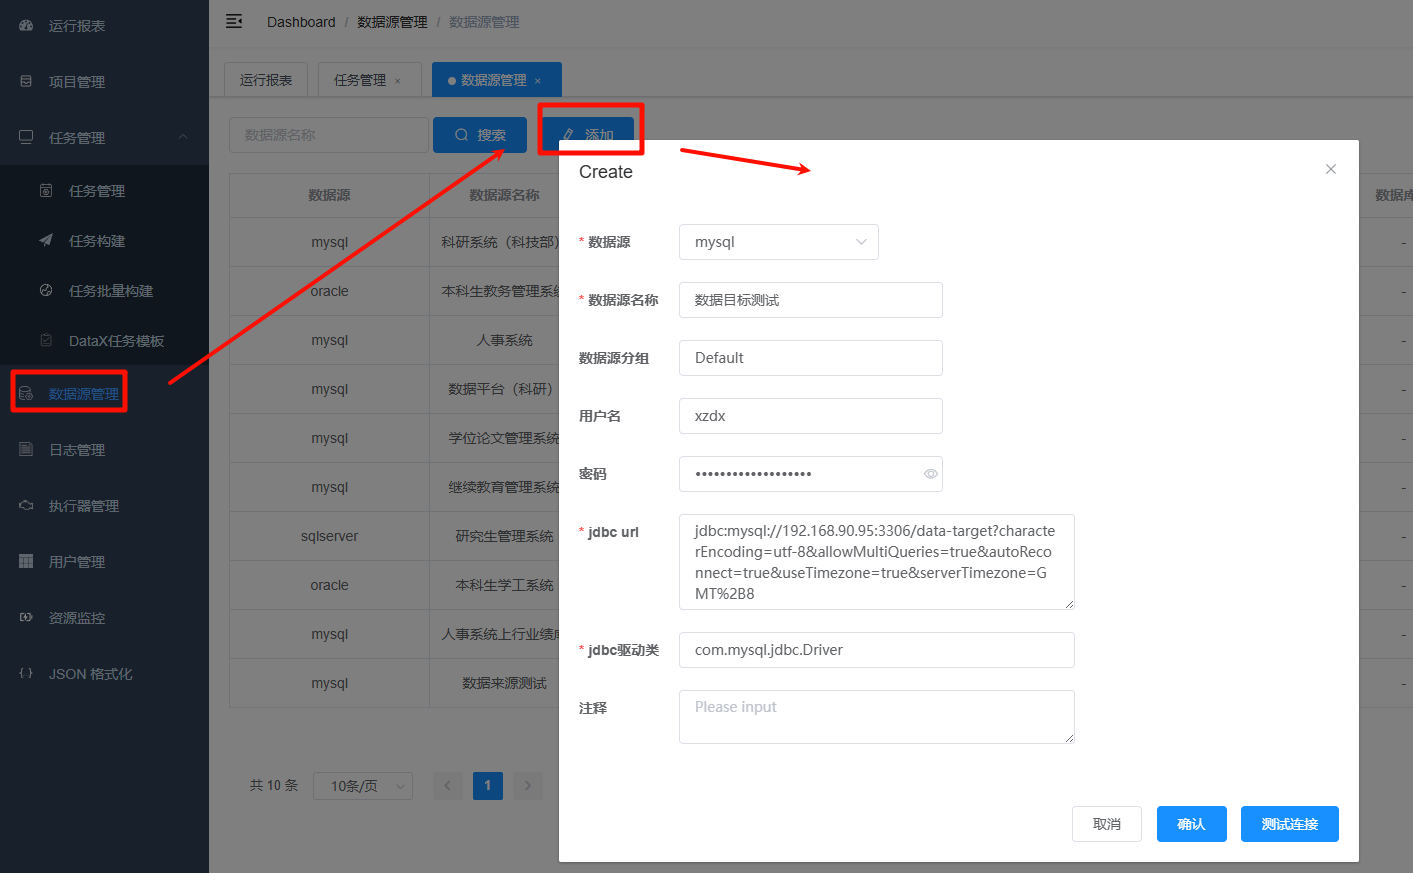 运行报表
项目管理
任务管理
任务管理
任务构建
任务批量构建
DataX任务模板
数据源管理
日志管理
执行器管理
用户管理
资源监控
JSON 格式化
Dashboard / 数据源管理 / 数据源管理
运行报表 任务管理 × 数据源管理 ×
数据源名称 搜索 添加
数据源 数据源名称 数据库
mysql 科研系统（科技部） -
oracle 本科生教务管理系统 -
mysql 人事系统 -
mysql 数据平台（科研） -
mysql 学位论文管理系统 -
mysql 继续教育管理系统 -
sqlserver 研究生管理系统 -
oracle 本科生学工系统 -
mysql 人事系统上行业绩库 -
mysql 数据来源测试 -
共 10 条 10条/页 1
Create
* 数据源 mysql
* 数据源名称 数据目标测试
数据源分组 Default
用户名 xzdx
密码 •••••••••••••••••••
* jdbc url jdbc:mysql://192.168.90.95:3306/data-target?characte
rEncoding=utf-8&allowMultiQueries=true&autoReco
nnect=true&useTimezone=true&serverTimezone=G
MT%2B8
* jdbc驱动类 com.mysql.jdbc.Driver
注释 Please input
取消 确认 测试连接